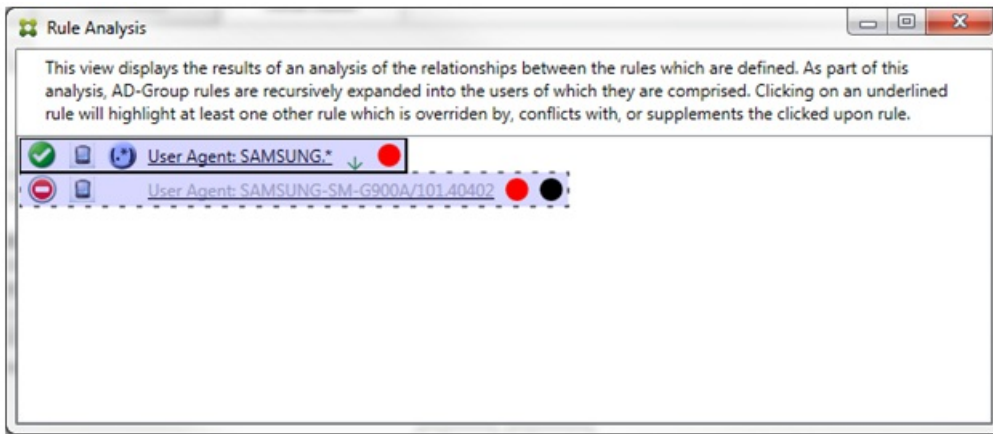 Rule Analysis
This view displays the results of an analysis of the relationships between the rules which are defined. As part of this
analysis, AD-Group rules are recursively expanded into the users of which they are comprised. Clicking on an underlined
rule will highlight at least one other rule which is overriden by, conflicts with, or supplements the clicked upon rule.
(.*) User Agent: SAMSUNG.*
User Agent: SAMSUNG-SM-G900A/101.40402